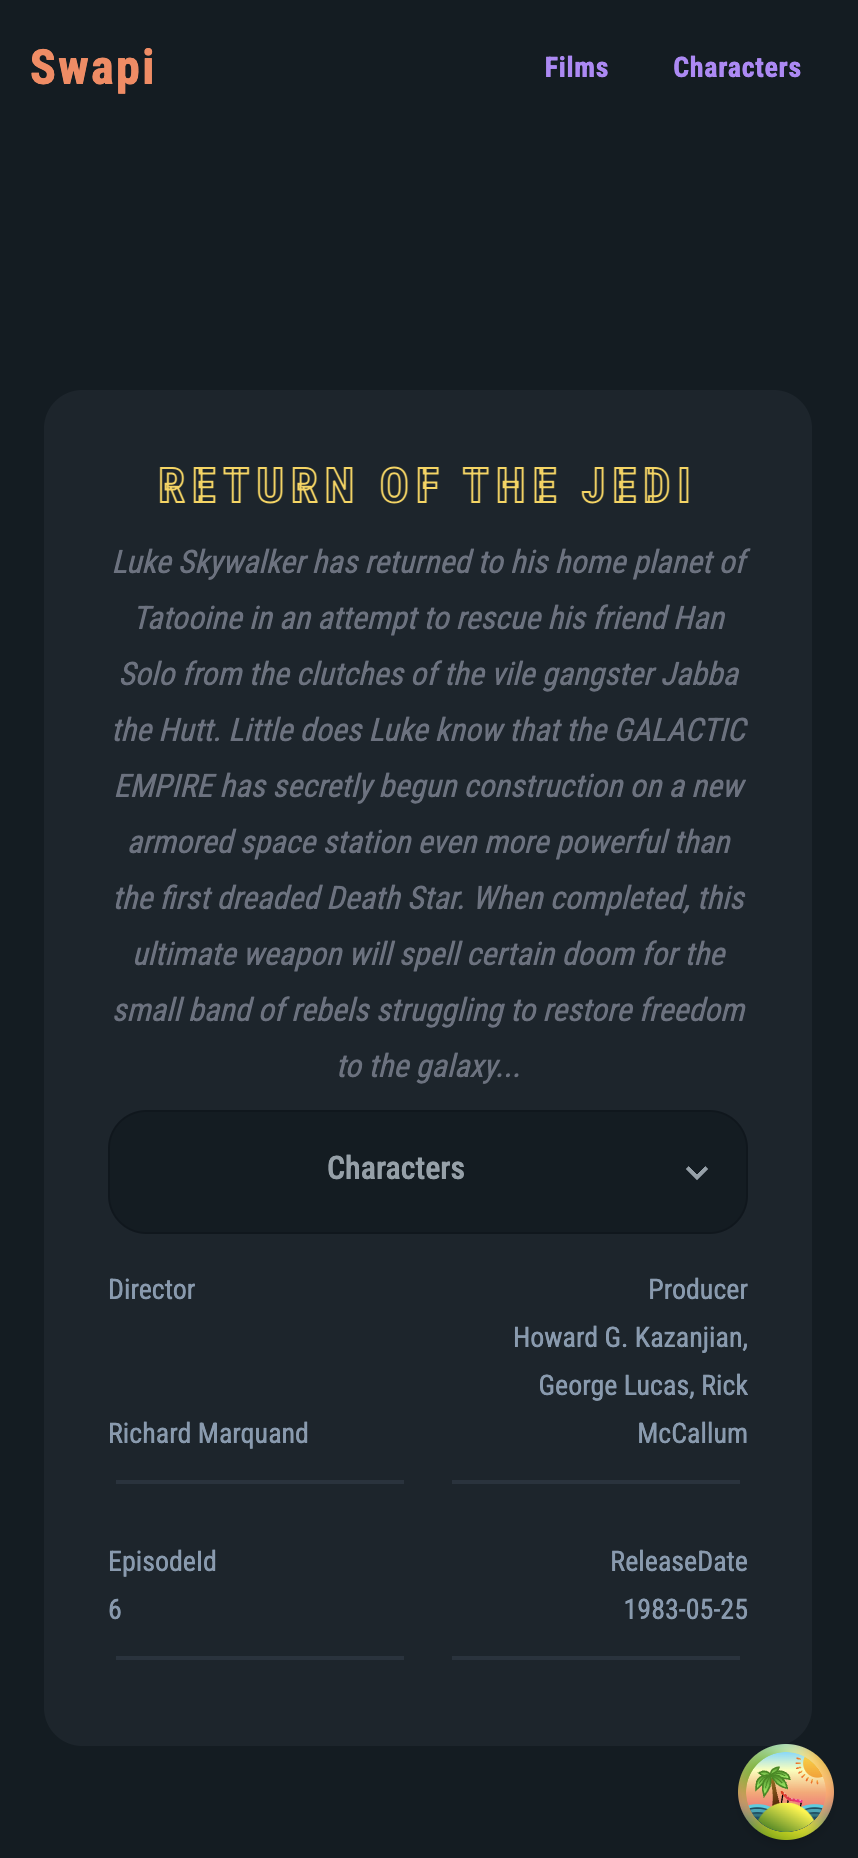 Swapi
Films
Characters
RETURN OF THE JEDI
Luke Skywalker has returned to his home planet of
Tatooine in an attempt to rescue his friend Han
Solo from the clutches of the vile gangster Jabba
the Hutt. Little does Luke know that the GALACTIC
EMPIRE has secretly begun construction on a new
armored space station even more powerful than
the first dreaded Death Star. When completed, this
ultimate weapon will spell certain doom for the
small band of rebels struggling to restore freedom
to the galaxy...
Characters
Director
Richard Marquand
Producer
Howard G. Kazanjian,
George Lucas, Rick
McCallum
EpisodeId
6
ReleaseDate
1983-05-25